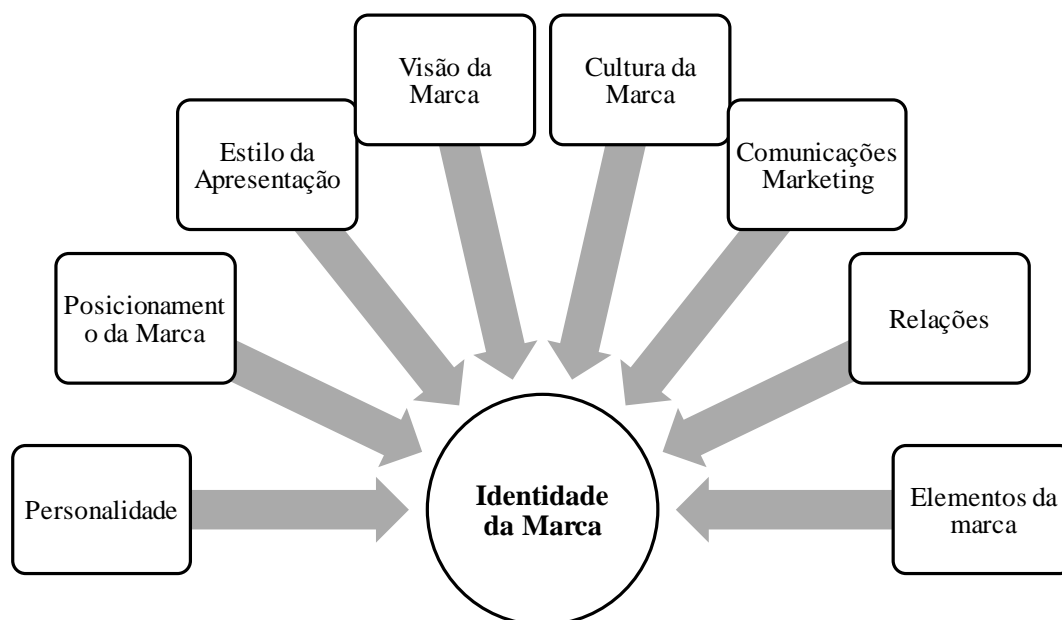 Visão da
Marca
Cultura da
Marca
Estilo da
Apresentação
Comunicações
Marketing
Posicionament
o da Marca
Relações
Personalidade
Identidade
da Marca
Elementos da
marca